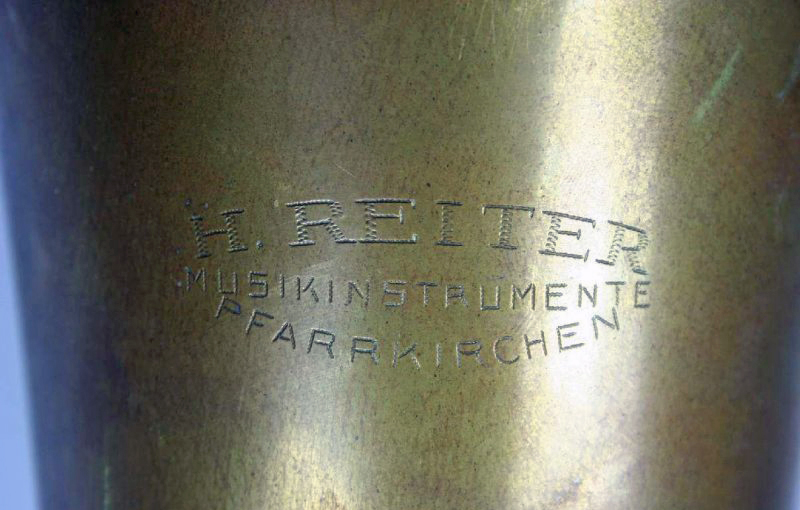 H. REITER
MUSIKINSTRUMENTE
PFARRKIRCHEN